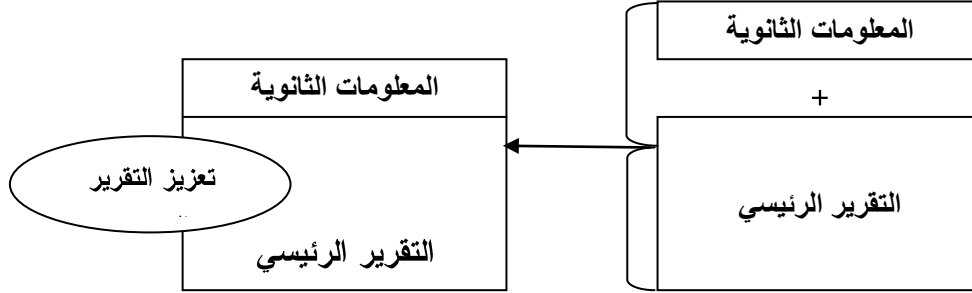 المعلومات الثانوية
+
التقرير الرئيسي
المعلومات الثانوية
التقرير الرئيسي
تعزيز التقرير